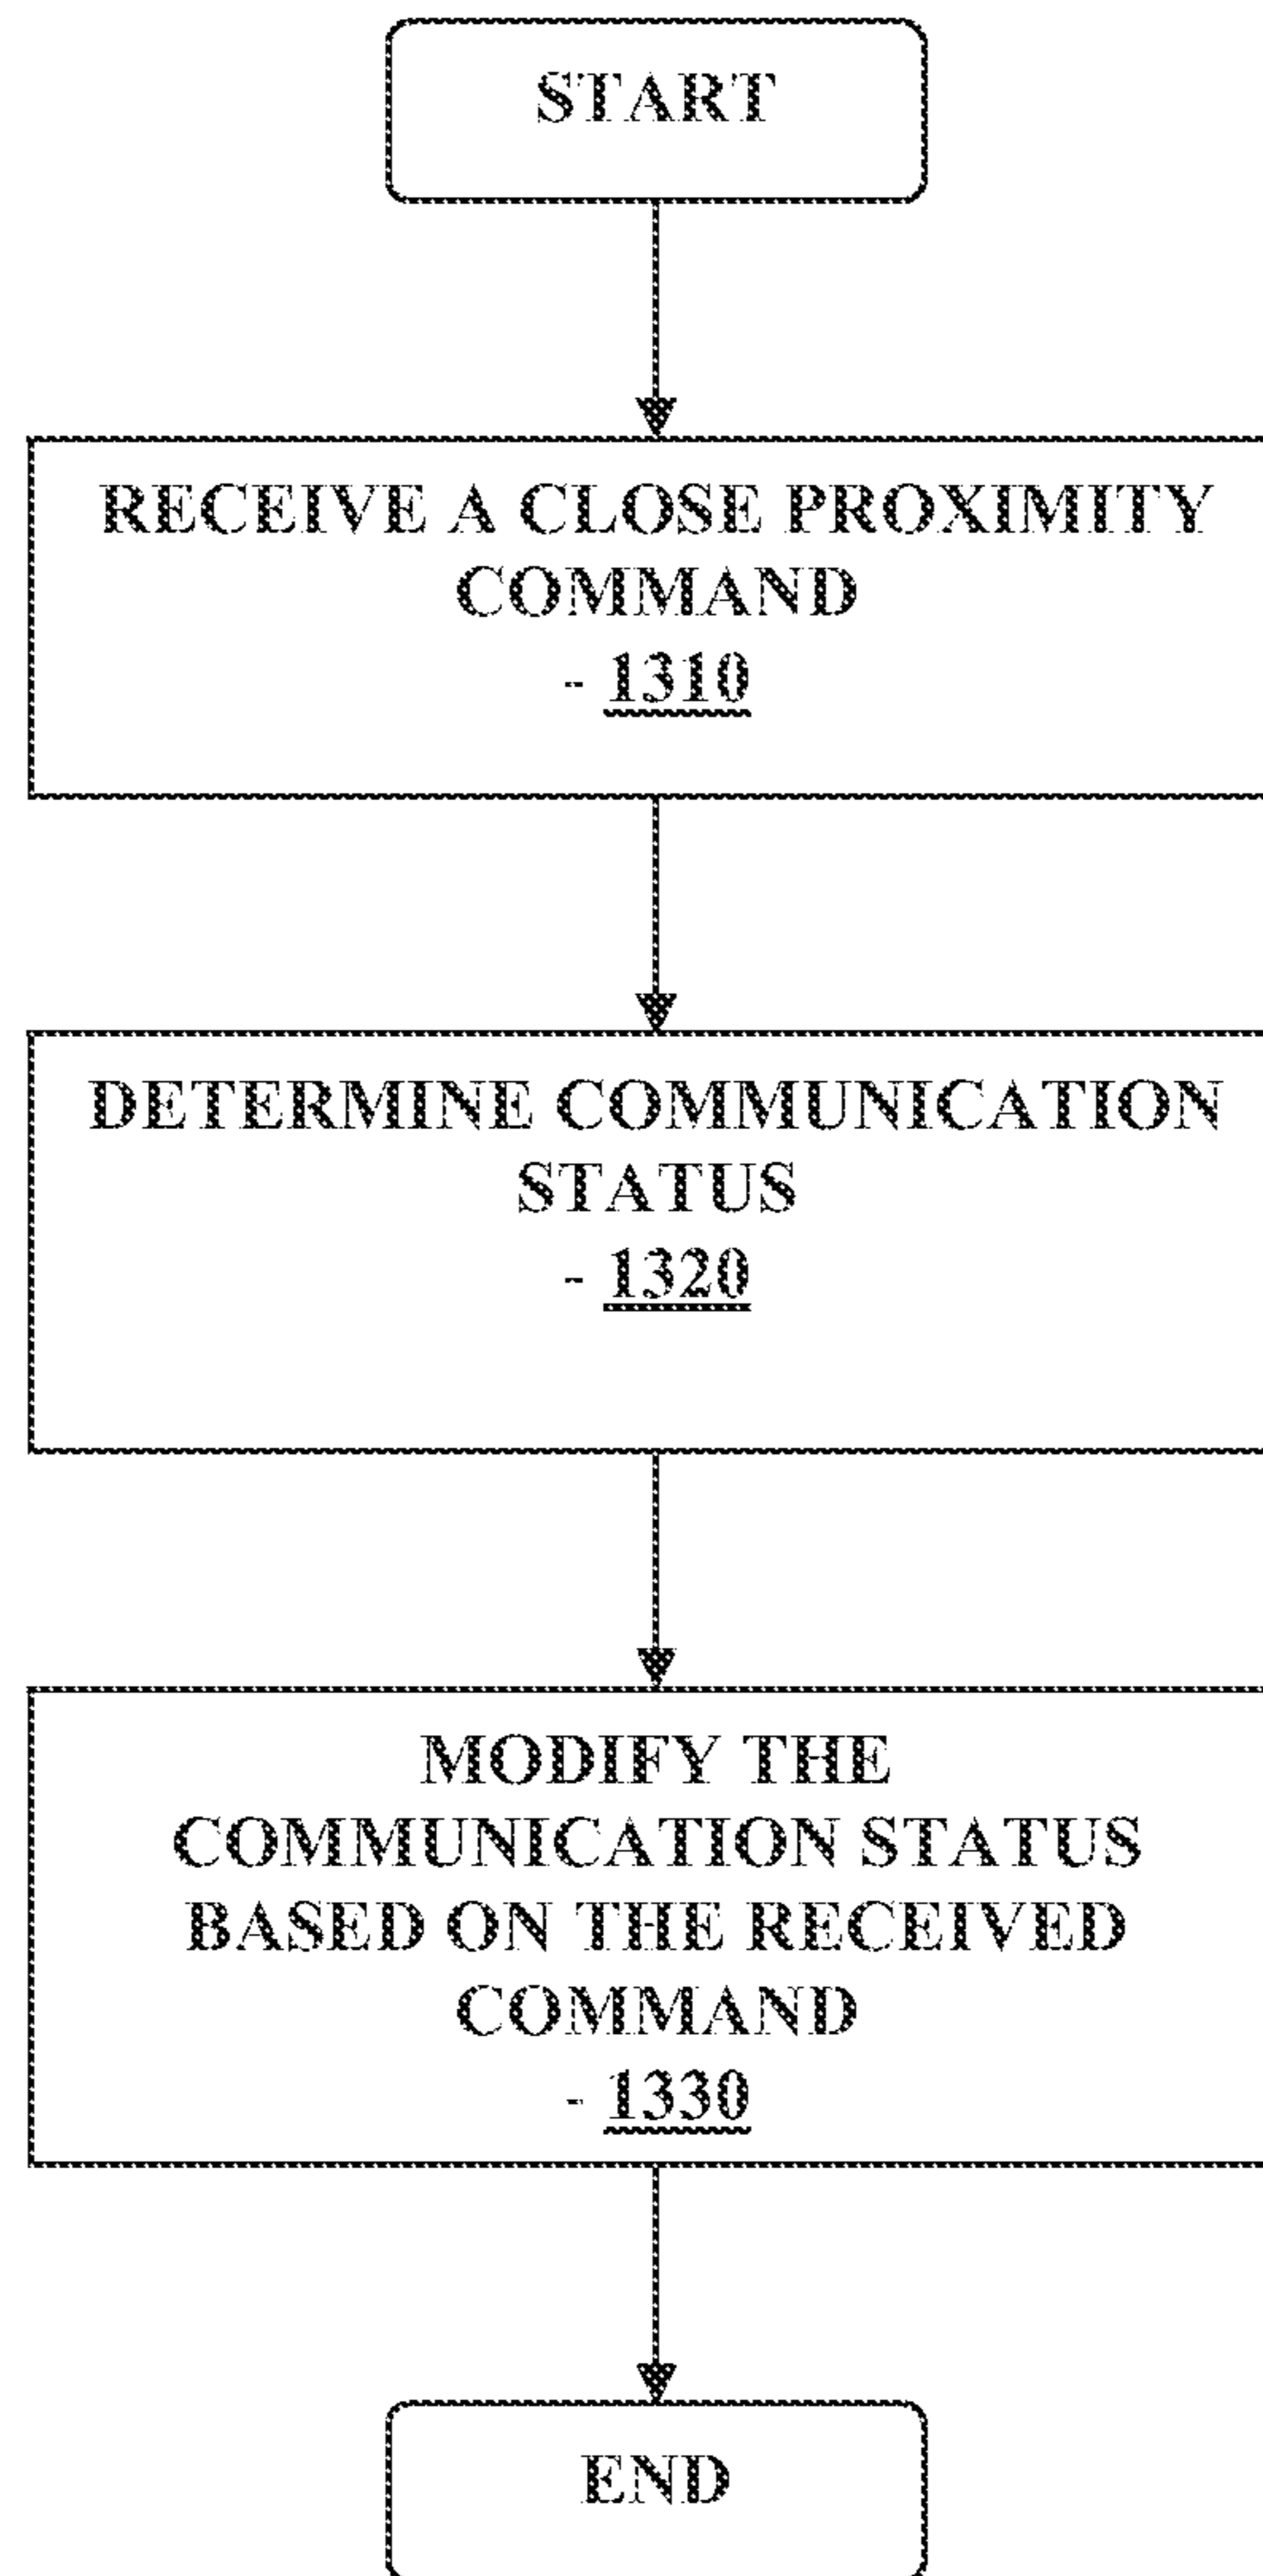 START
RECEIVE A CLOSE PROXIMITY
COMMAND
- 1310
DETERMINE COMMUNICATION
STATUS
- 1320
MODIFY THE
COMMUNICATION STATUS
BASED ON THE RECEIVED
COMMAND
- 1330
END